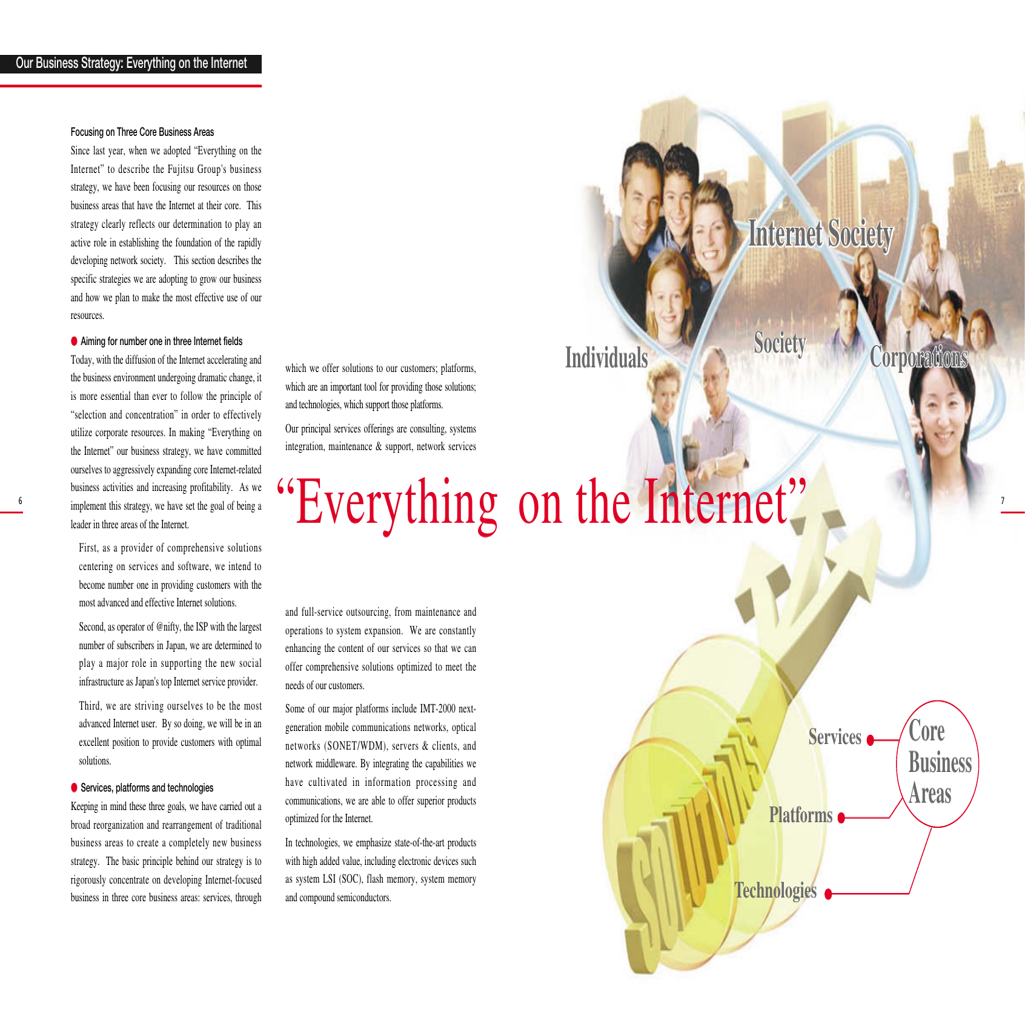 Our Business Strategy: Everything on the Internet
Focusing on Three Core Business Areas
Since last year, when we adopted “Everything on the
Internet” to describe the Fujitsu Group's business
strategy, we have been focusing our resources on those
business areas that have the Internet at their core. This
strategy clearly reflects our determination to play an
active role in establishing the foundation of the rapidly
developing network society. This section describes the
specific strategies we are adopting to grow our business
and how we plan to make the most effective use of our
resources.
● Aiming for number one in three Internet fields
Today, with the diffusion of the Internet accelerating and
the business environment undergoing dramatic change, it
is more essential than ever to follow the principle of
“selection and concentration” in order to effectively
utilize corporate resources. In making “Everything on
the Internet” our business strategy, we have committed
ourselves to aggressively expanding core Internet-related
business activities and increasing profitability. As we
implement this strategy, we have set the goal of being a
leader in three areas of the Internet.
First, as a provider of comprehensive solutions
centering on services and software, we intend to
become number one in providing customers with the
most advanced and effective Internet solutions.
Second, as operator of @nifty, the ISP with the largest
number of subscribers in Japan, we are determined to
play a major role in supporting the new social
infrastructure as Japan's top Internet service provider.
Third, we are striving ourselves to be the most
advanced Internet user. By so doing, we will be in an
excellent position to provide customers with optimal
solutions.
● Services, platforms and technologies
Keeping in mind these three goals, we have carried out a
broad reorganization and rearrangement of traditional
business areas to create a completely new business
strategy. The basic principle behind our strategy is to
rigorously concentrate on developing Internet-focused
business in three core business areas: services, through
6
which we offer solutions to our customers; platforms,
which are an important tool for providing those solutions;
and technologies, which support those platforms.
Our principal services offerings are consulting, systems
integration, maintenance & support, network services
“Everything on the Internet”
and full-service outsourcing, from maintenance and
operations to system expansion. We are constantly
enhancing the content of our services so that we can
offer comprehensive solutions optimized to meet the
needs of our customers.
Some of our major platforms include IMT-2000 next-
generation mobile communications networks, optical
networks (SONET/WDM), servers & clients, and
network middleware. By integrating the capabilities we
have cultivated in information processing and
communications, we are able to offer superior products
optimized for the Internet.
In technologies, we emphasize state-of-the-art products
with high added value, including electronic devices such
as system LSI (SOC), flash memory, system memory
and compound semiconductors.
Internet Society
Individuals
Society
Corporations
7
SOLUTIONS
Services
Platforms
Technologies
Core
Business
Areas